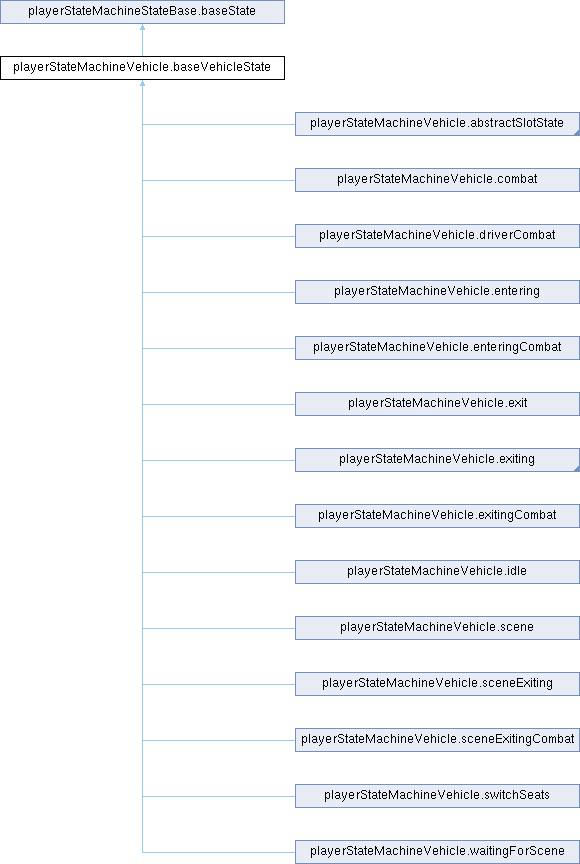 playerStateMachineStateBase.baseState
playerStateMachineVehicle.baseVehicleState
playerStateMachineVehicle.abstractSlotState
playerStateMachineVehicle.combat
playerStateMachineVehicle.driverCombat
playerStateMachineVehicle.entering
playerStateMachineVehicle.enteringCombat
playerStateMachineVehicle.exit
playerStateMachineVehicle.exiting
playerStateMachineVehicle.exitingCombat
playerStateMachineVehicle.idle
playerStateMachineVehicle.scene
playerStateMachineVehicle.sceneExiting
playerStateMachineVehicle.sceneExitingCombat
playerStateMachineVehicle.switchSeats
playerStateMachineVehicle.waitingForScene